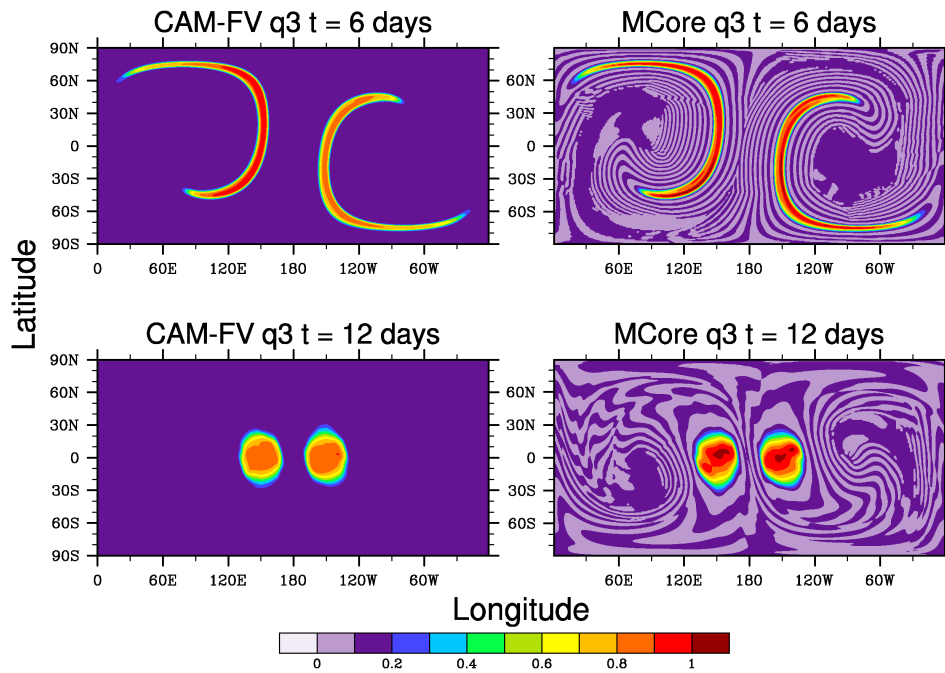 CAM-FV q3 t = 6 days
MCore q3 t = 6 days
90N
60N
30N
0
30S
60S
90S
0 60E 120E 180 120W 60W
60N
30N
0
30S
60S
60E 120E 180 120W 60W
Latitude
CAM-FV q3 t = 12 days
MCore q3 t = 12 days
90N
60N
30N
0
30S
60S
90S
0 60E 120E 180 120W 60W
60N
30N
0
30S
60S
60E 120E 180 120W 60W
Longitude
0 0.2 0.4 0.6 0.8 1